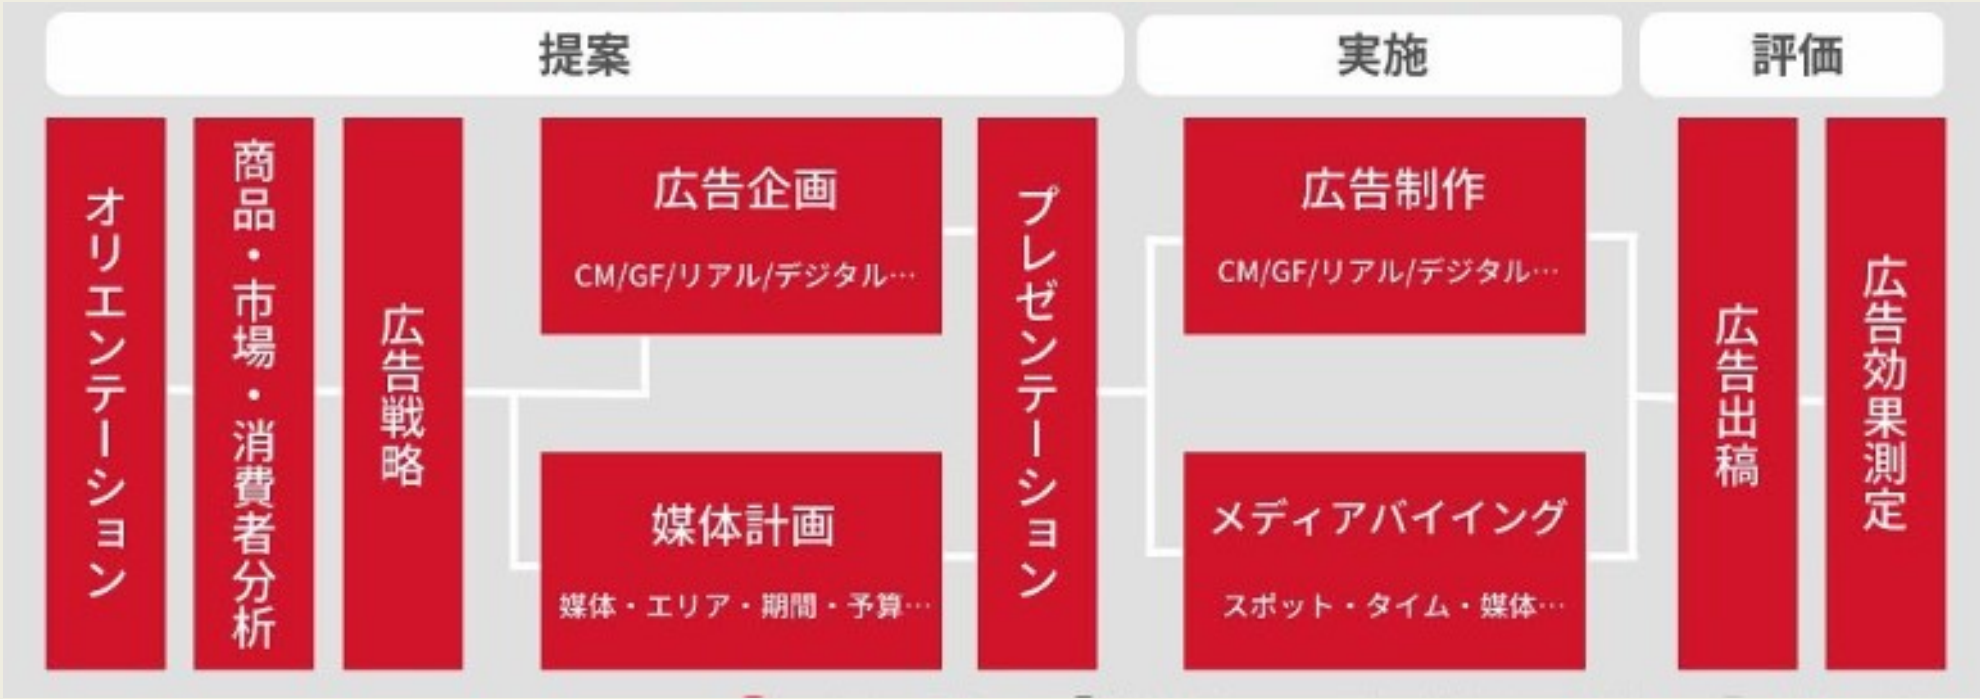 提案
実施
評価
オリエンテーション
商品・市場・消費者分析
広告戦略
広告企画
CM/GF/リアル/デジタル…
媒体計画
媒体・エリア・期間・予算…
プレゼンテーション
広告制作
CM/GF/リアル/デジタル…
メディアバイイング
スポット・タイム・媒体…
広告出稿
広告効果測定